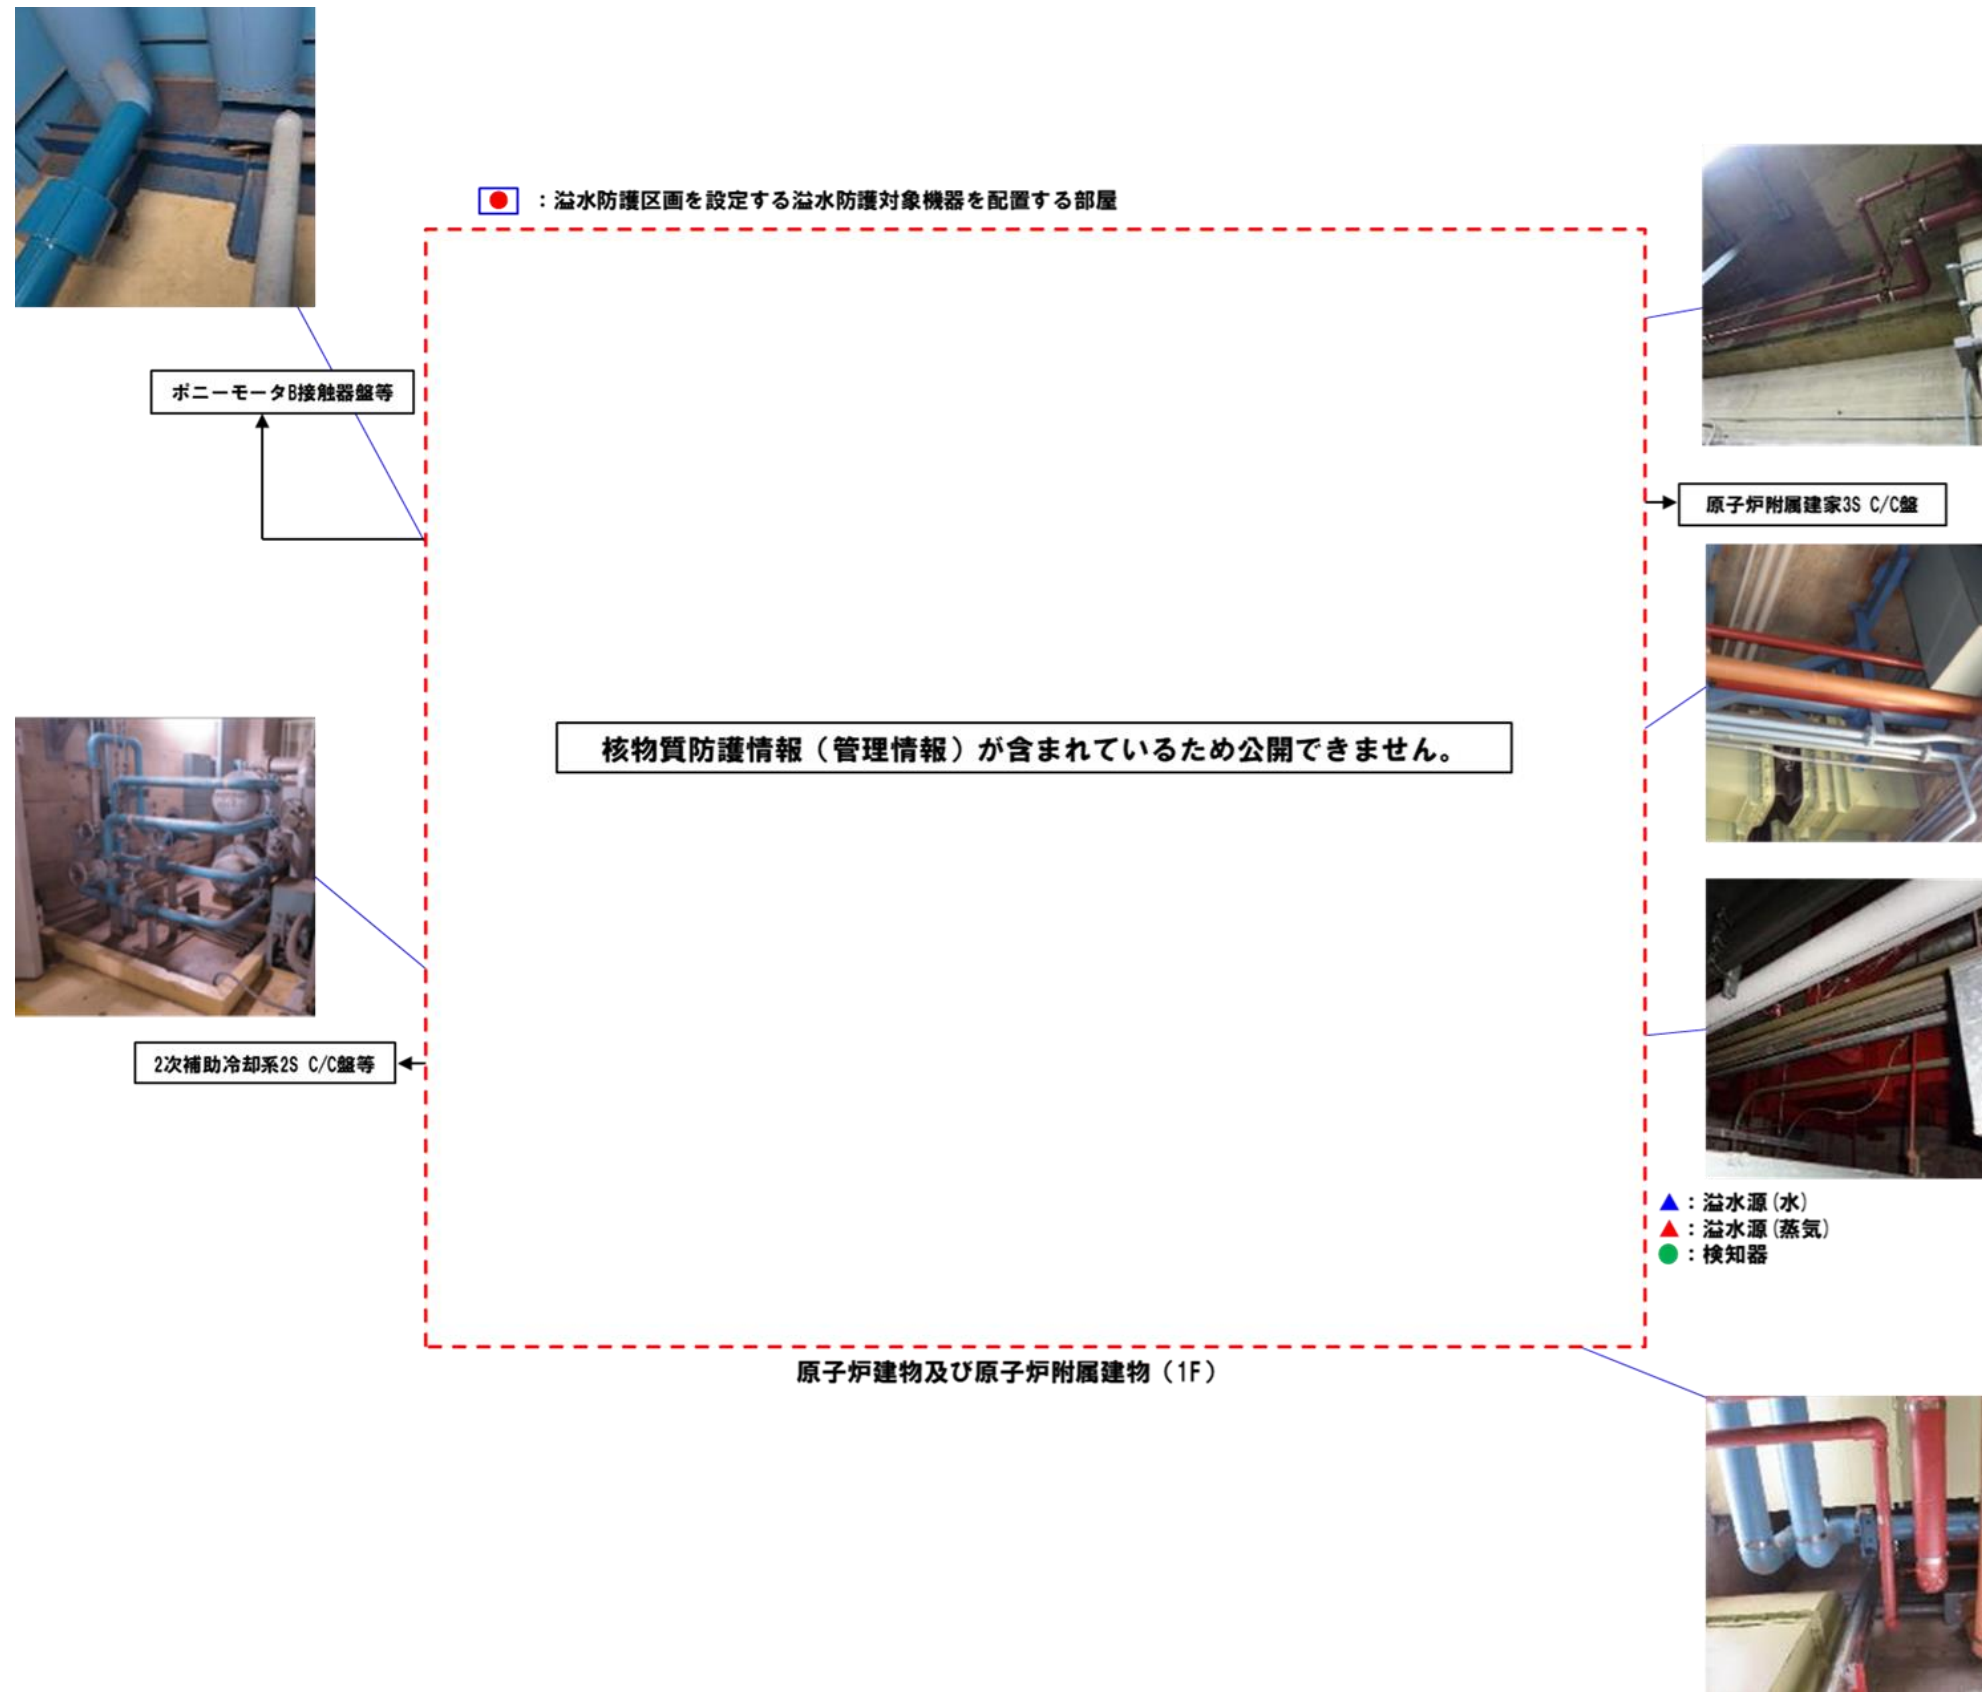 ：溢水防護区画を設定する溢水防護対象機器を配置する部屋
ポニーモータB接触器盤等
原子炉附属建家3S C/C盤
核物質防護情報（管理情報）が含まれているため公開できません。
2次補助冷却系2S C/C盤等
▲：溢水源(水)
▲：溢水源(蒸気)
●：検知器
原子炉建物及び原子炉附属建物（1F）